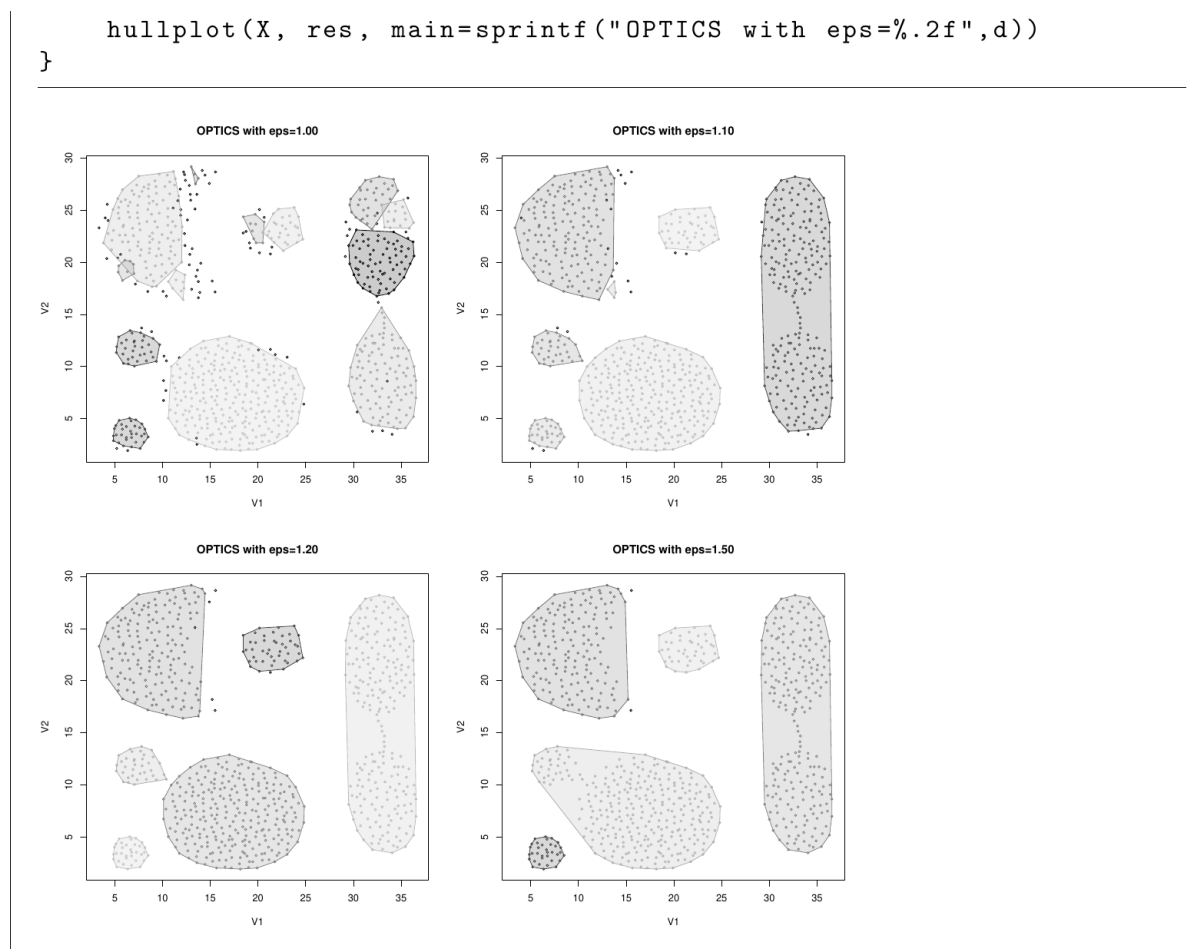 hullplot(X, res, main=sprintf("OPTICS with eps=%.2f",d))
}
OPTICS with eps=1.00
V2
30
25
20
15
10
5
5 10 15 20 25 30 35
V1
OPTICS with eps=1.10
V2
30
25
20
15
10
5
5 10 15 20 25 30 35
V1
OPTICS with eps=1.20
V2
30
25
20
15
10
5
5 10 15 20 25 30 35
V1
OPTICS with eps=1.50
V2
30
25
20
15
10
5
5 10 15 20 25 30 35
V1